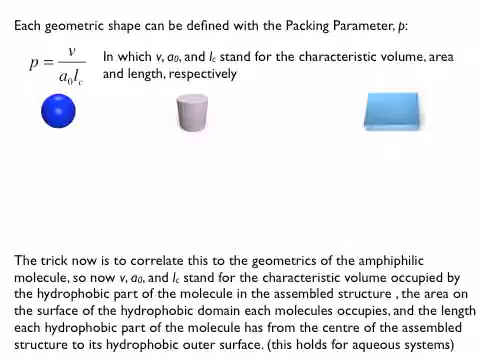 Each geometric shape can be defined with the Packing Parameter, p:
p = v / a0lc
In which v, a0, and lc stand for the characteristic volume, area
and length, respectively
The trick now is to correlate this to the geometrics of the amphiphilic
molecule, so now v, a0, and lc stand for the characteristic volume occupied by
the hydrophobic part of the molecule in the assembled structure , the area on
the surface of the hydrophobic domain each molecules occupies, and the length
each hydrophobic part of the molecule has from the centre of the assembled
structure to its hydrophobic outer surface. (this holds for aqueous systems)